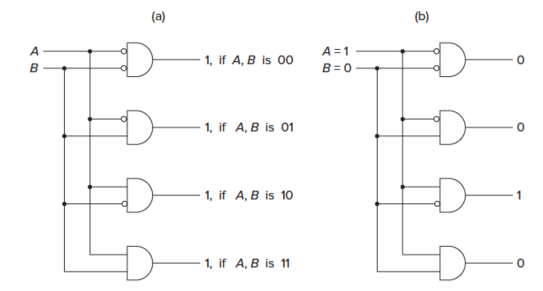 (a)
A
B
1, if A, B is 00
1, if A, B is 01
1, if A, B is 10
1, if A, B is 11
(b)
A = 1
B = 0
0
0
1
0